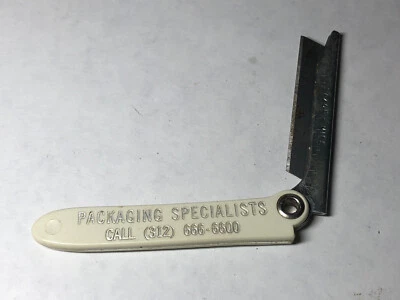 PACKAGING SPECIALISTS
CALL (312) 666-6600